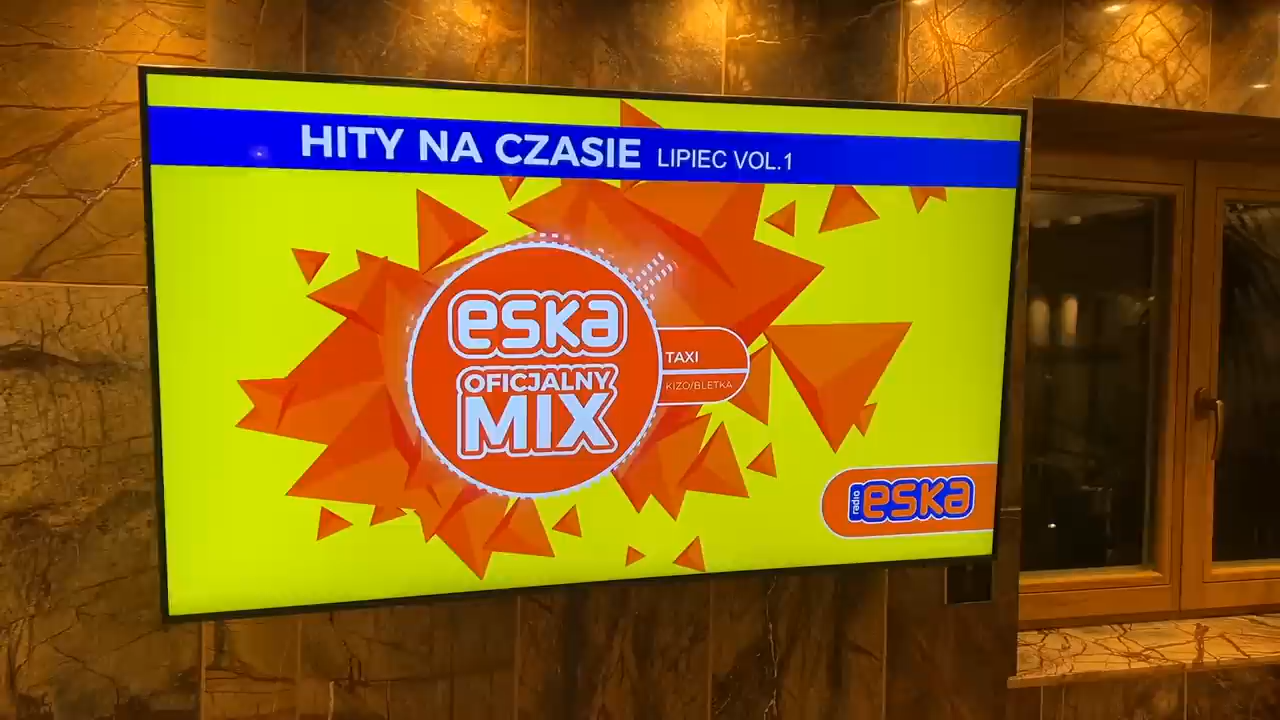 HITY NA CZASIE LIPIEC VOL.1
eska
OFICJALNY
MIX
TAXI
KIZO/BLETKA
radio eska